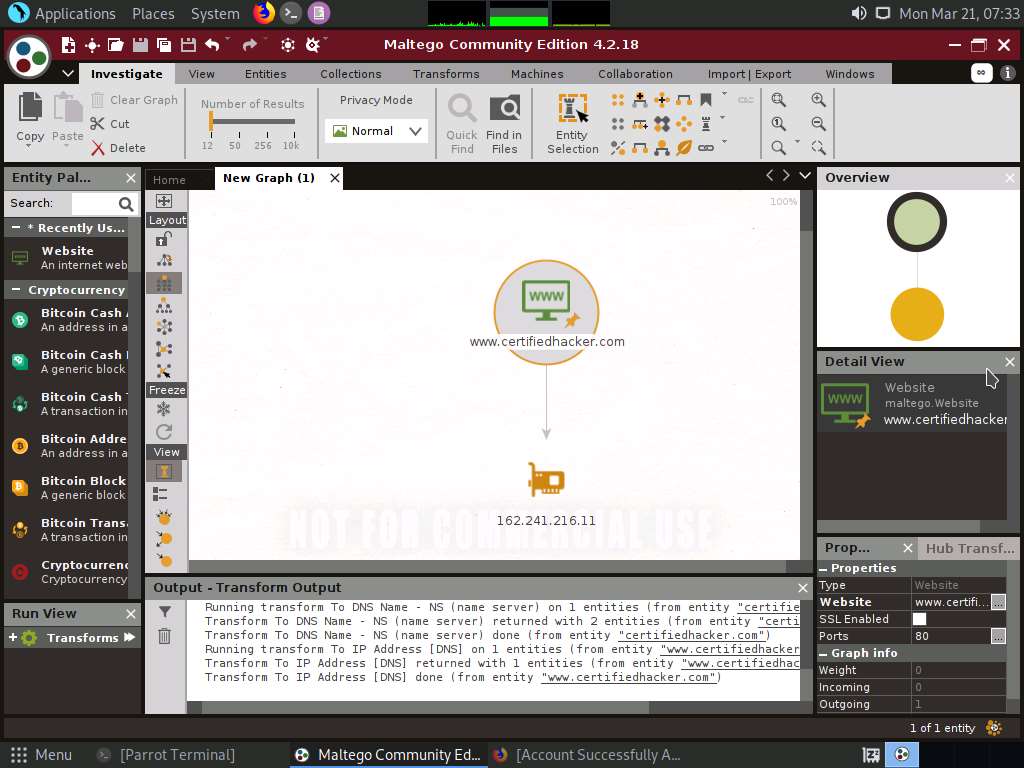 Applications Places System Mon Mar 21, 07:33
Maltego Community Edition 4.2.18
Investigate View Entities Collections Transforms Machines Collaboration Import | Export Windows
Copy
Paste
Clear Graph
Cut
Delete
Number of Results
12 50 256 10k
Privacy Mode
Normal
Quick Find
Find in Files
Entity Selection
Entity Pal...
Search:
* Recently Us...
Website
An internet web
Cryptocurrency
Bitcoin Cash
An address in a
Bitcoin Cash
A generic block
Bitcoin Cash
A transaction in
Bitcoin Addre
An address in a
Bitcoin Block
A generic block
Bitcoin Trans
A transaction in
Cryptocurrenc
Cryptocurrency
Run View
+ Transforms
Home
New Graph (1)
Layout
Freeze
View
100%
WWW
www.certifiedhacker.com
162.241.216.11
NOT FOR COMMERCIAL USE
Output - Transform Output
Running transform To DNS Name - NS (name server) on 1 entities (from entity "certifie
Transform To DNS Name - NS (name server) returned with 2 entities (from entity "certi
Transform To DNS Name - NS (name server) done (from entity "certifiedhacker.com")
Running transform To IP Address [DNS] on 1 entities (from entity "www.certifiedhacker
Transform To IP Address [DNS] returned with 1 entities (from entity "www.certifiedhac
Transform To IP Address [DNS] done (from entity "www.certifiedhacker.com")
Overview
Detail View
WWW
Website
maltego.Website
www.certifiedhacker
Prop...
Hub Transf...
Properties
Type Website
Website www.certifi... ...
SSL Enabled
Ports 80 ...
Graph info
Weight 0
Incoming 0
Outgoing 1
1 of 1 entity
Menu [Parrot Terminal] Maltego Community Ed... [Account Successfully A...